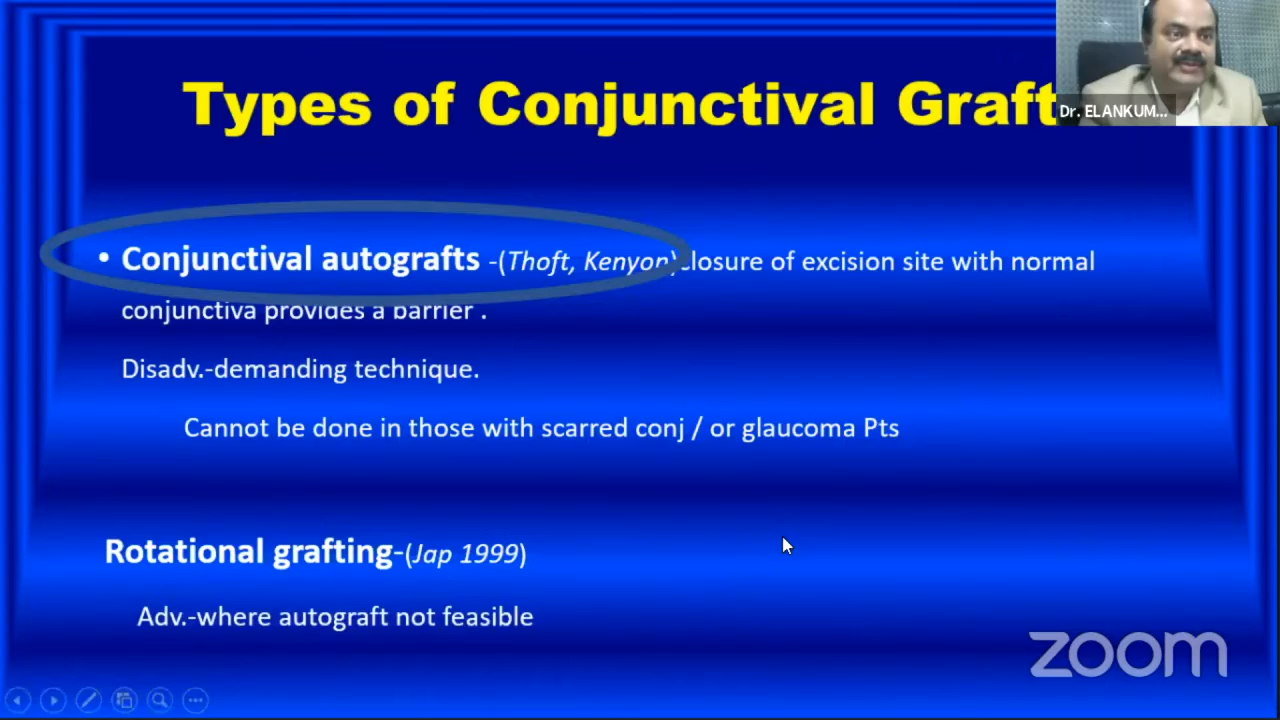 Types of Conjunctival Graft
Dr. ELANKUM...
• Conjunctival autografts -(Thoft, Kenyon)closure of excision site with normal
conjunctiva provides a barrier .
Disadv.-demanding technique.
Cannot be done in those with scarred conj / or glaucoma Pts
Rotational grafting-(Jap 1999)
Adv.-where autograft not feasible
zoom